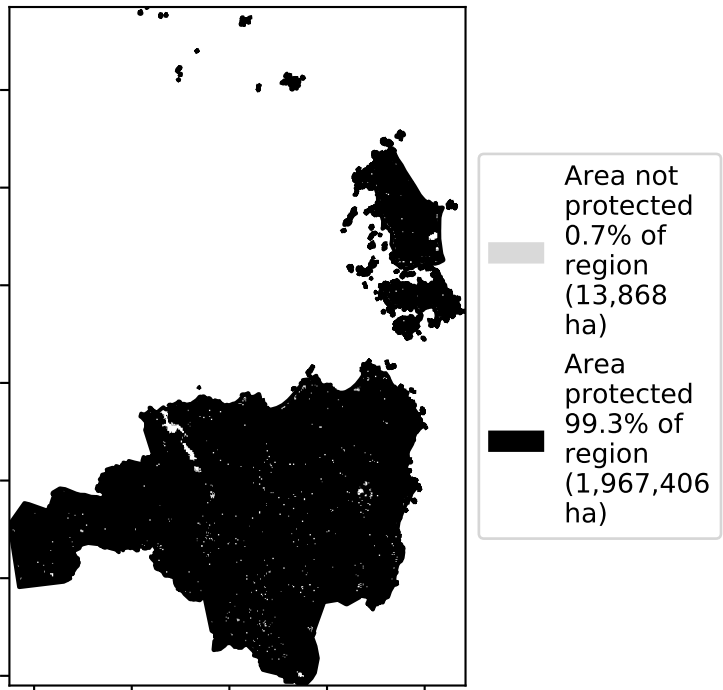 Area not
protected
0.7% of
region
(13,868
ha)
Area
protected
99.3% of
region
(1,967,406
ha)